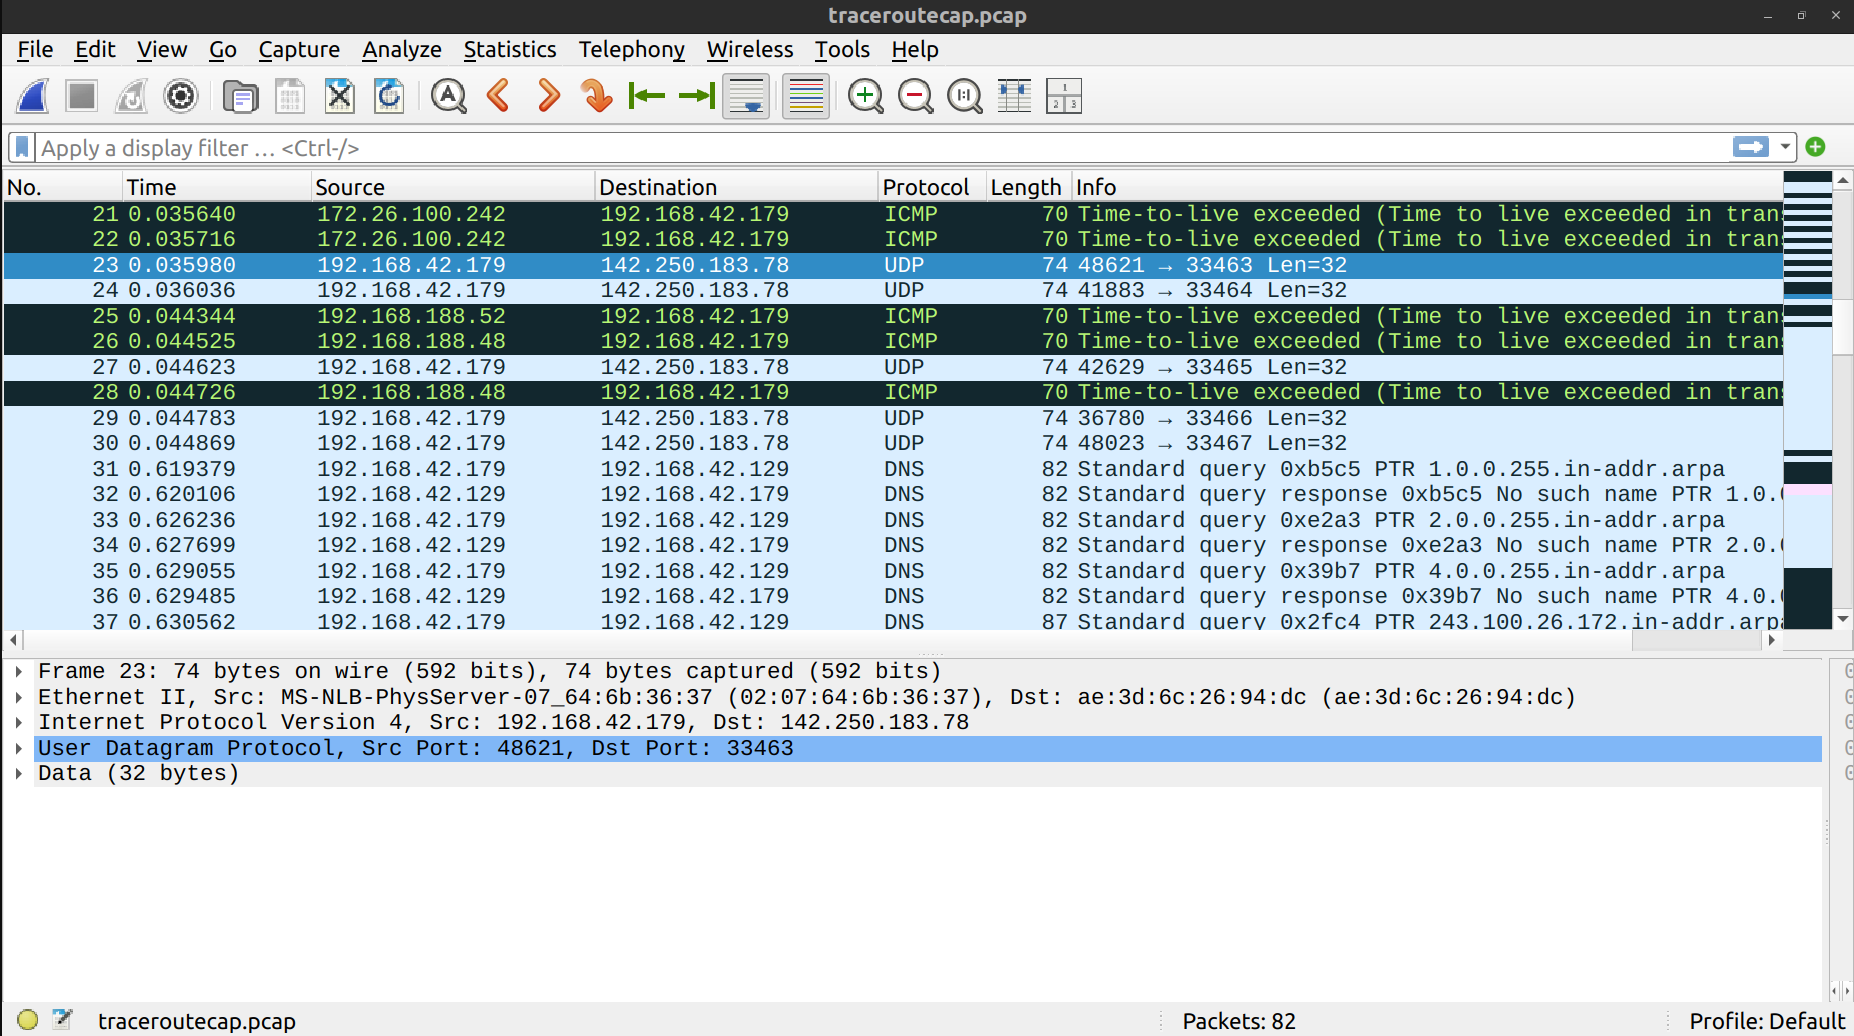 traceroutecap.pcap
File Edit View Go Capture Analyze Statistics Telephony Wireless Tools Help
Apply a display filter … <Ctrl-/>
No. Time Source Destination Protocol Length Info
21 0.035640 172.26.100.242 192.168.42.179 ICMP 70 Time-to-live exceeded (Time to live exceeded in trans
22 0.035716 172.26.100.242 192.168.42.179 ICMP 70 Time-to-live exceeded (Time to live exceeded in trans
23 0.035980 192.168.42.179 142.250.183.78 UDP 74 48621 → 33463 Len=32
24 0.036036 192.168.42.179 142.250.183.78 UDP 74 41883 → 33464 Len=32
25 0.044344 192.168.188.52 192.168.42.179 ICMP 70 Time-to-live exceeded (Time to live exceeded in trans
26 0.044525 192.168.188.48 192.168.42.179 ICMP 70 Time-to-live exceeded (Time to live exceeded in trans
27 0.044623 192.168.42.179 142.250.183.78 UDP 74 42629 → 33465 Len=32
28 0.044726 192.168.188.48 192.168.42.179 ICMP 70 Time-to-live exceeded (Time to live exceeded in trans
29 0.044783 192.168.42.179 142.250.183.78 UDP 74 36780 → 33466 Len=32
30 0.044869 192.168.42.179 142.250.183.78 UDP 74 48023 → 33467 Len=32
31 0.619379 192.168.42.179 192.168.42.129 DNS 82 Standard query 0xb5c5 PTR 1.0.0.255.in-addr.arpa
32 0.620106 192.168.42.129 192.168.42.179 DNS 82 Standard query response 0xb5c5 No such name PTR 1.0.0
33 0.626236 192.168.42.179 192.168.42.129 DNS 82 Standard query 0xe2a3 PTR 2.0.0.255.in-addr.arpa
34 0.627699 192.168.42.129 192.168.42.179 DNS 82 Standard query response 0xe2a3 No such name PTR 2.0.0
35 0.629055 192.168.42.179 192.168.42.129 DNS 82 Standard query 0x39b7 PTR 4.0.0.255.in-addr.arpa
36 0.629485 192.168.42.129 192.168.42.179 DNS 82 Standard query response 0x39b7 No such name PTR 4.0.0
37 0.630562 192.168.42.179 192.168.42.129 DNS 87 Standard query 0x2fc4 PTR 243.100.26.172.in-addr.arpa
Frame 23: 74 bytes on wire (592 bits), 74 bytes captured (592 bits)
Ethernet II, Src: MS-NLB-PhysServer-07_64:6b:36:37 (02:07:64:6b:36:37), Dst: ae:3d:6c:26:94:dc (ae:3d:6c:26:94:dc)
Internet Protocol Version 4, Src: 192.168.42.179, Dst: 142.250.183.78
User Datagram Protocol, Src Port: 48621, Dst Port: 33463
Data (32 bytes)
traceroutecap.pcap Packets: 82 Profile: Default